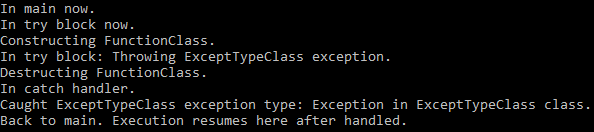 In main now.
In try block now.
Constructing FunctionClass.
In try block: Throwing ExceptTypeClass exception.
Destructing FunctionClass.
In catch handler.
Caught ExceptTypeClass exception type: Exception in ExceptTypeClass class.
Back to main. Execution resumes here after handled.